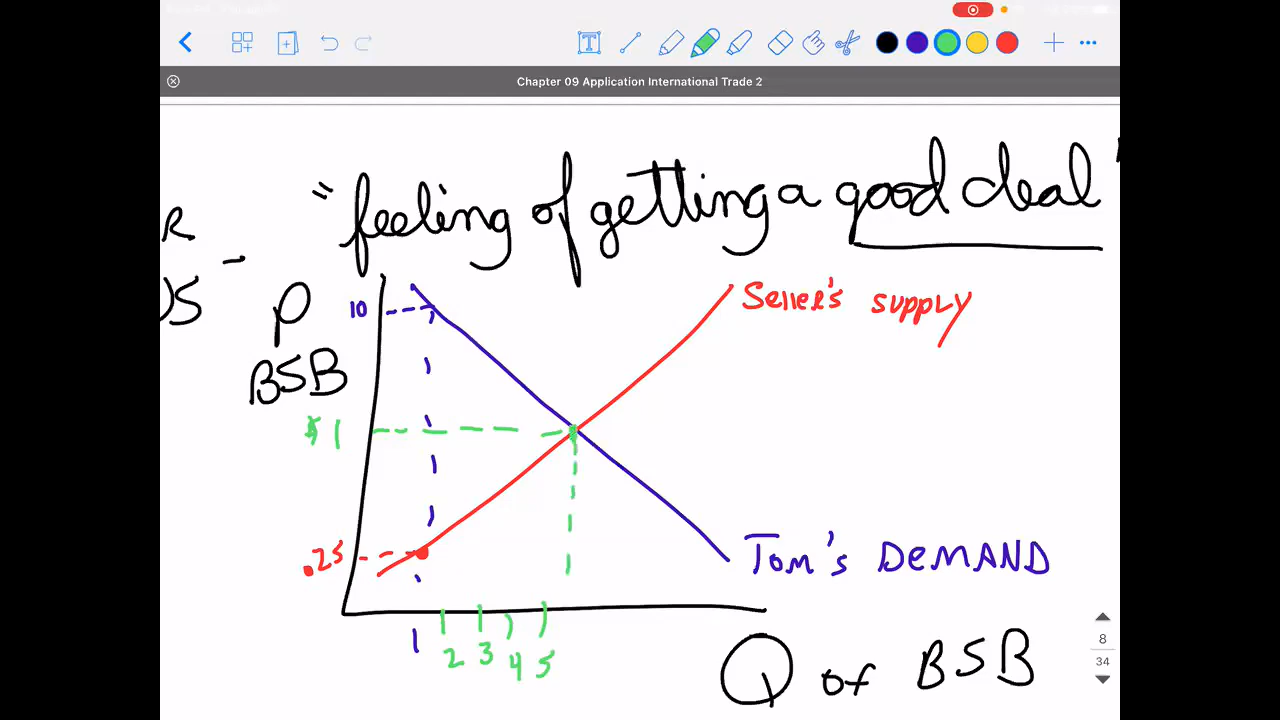 Chapter 09 Application International Trade 2
"feeling of getting a good deal"
R
P
BSB
10
$1
.25
Seller's supply
Tom's DEMAND
1 2 3 4 5
Q of BSB
8
34